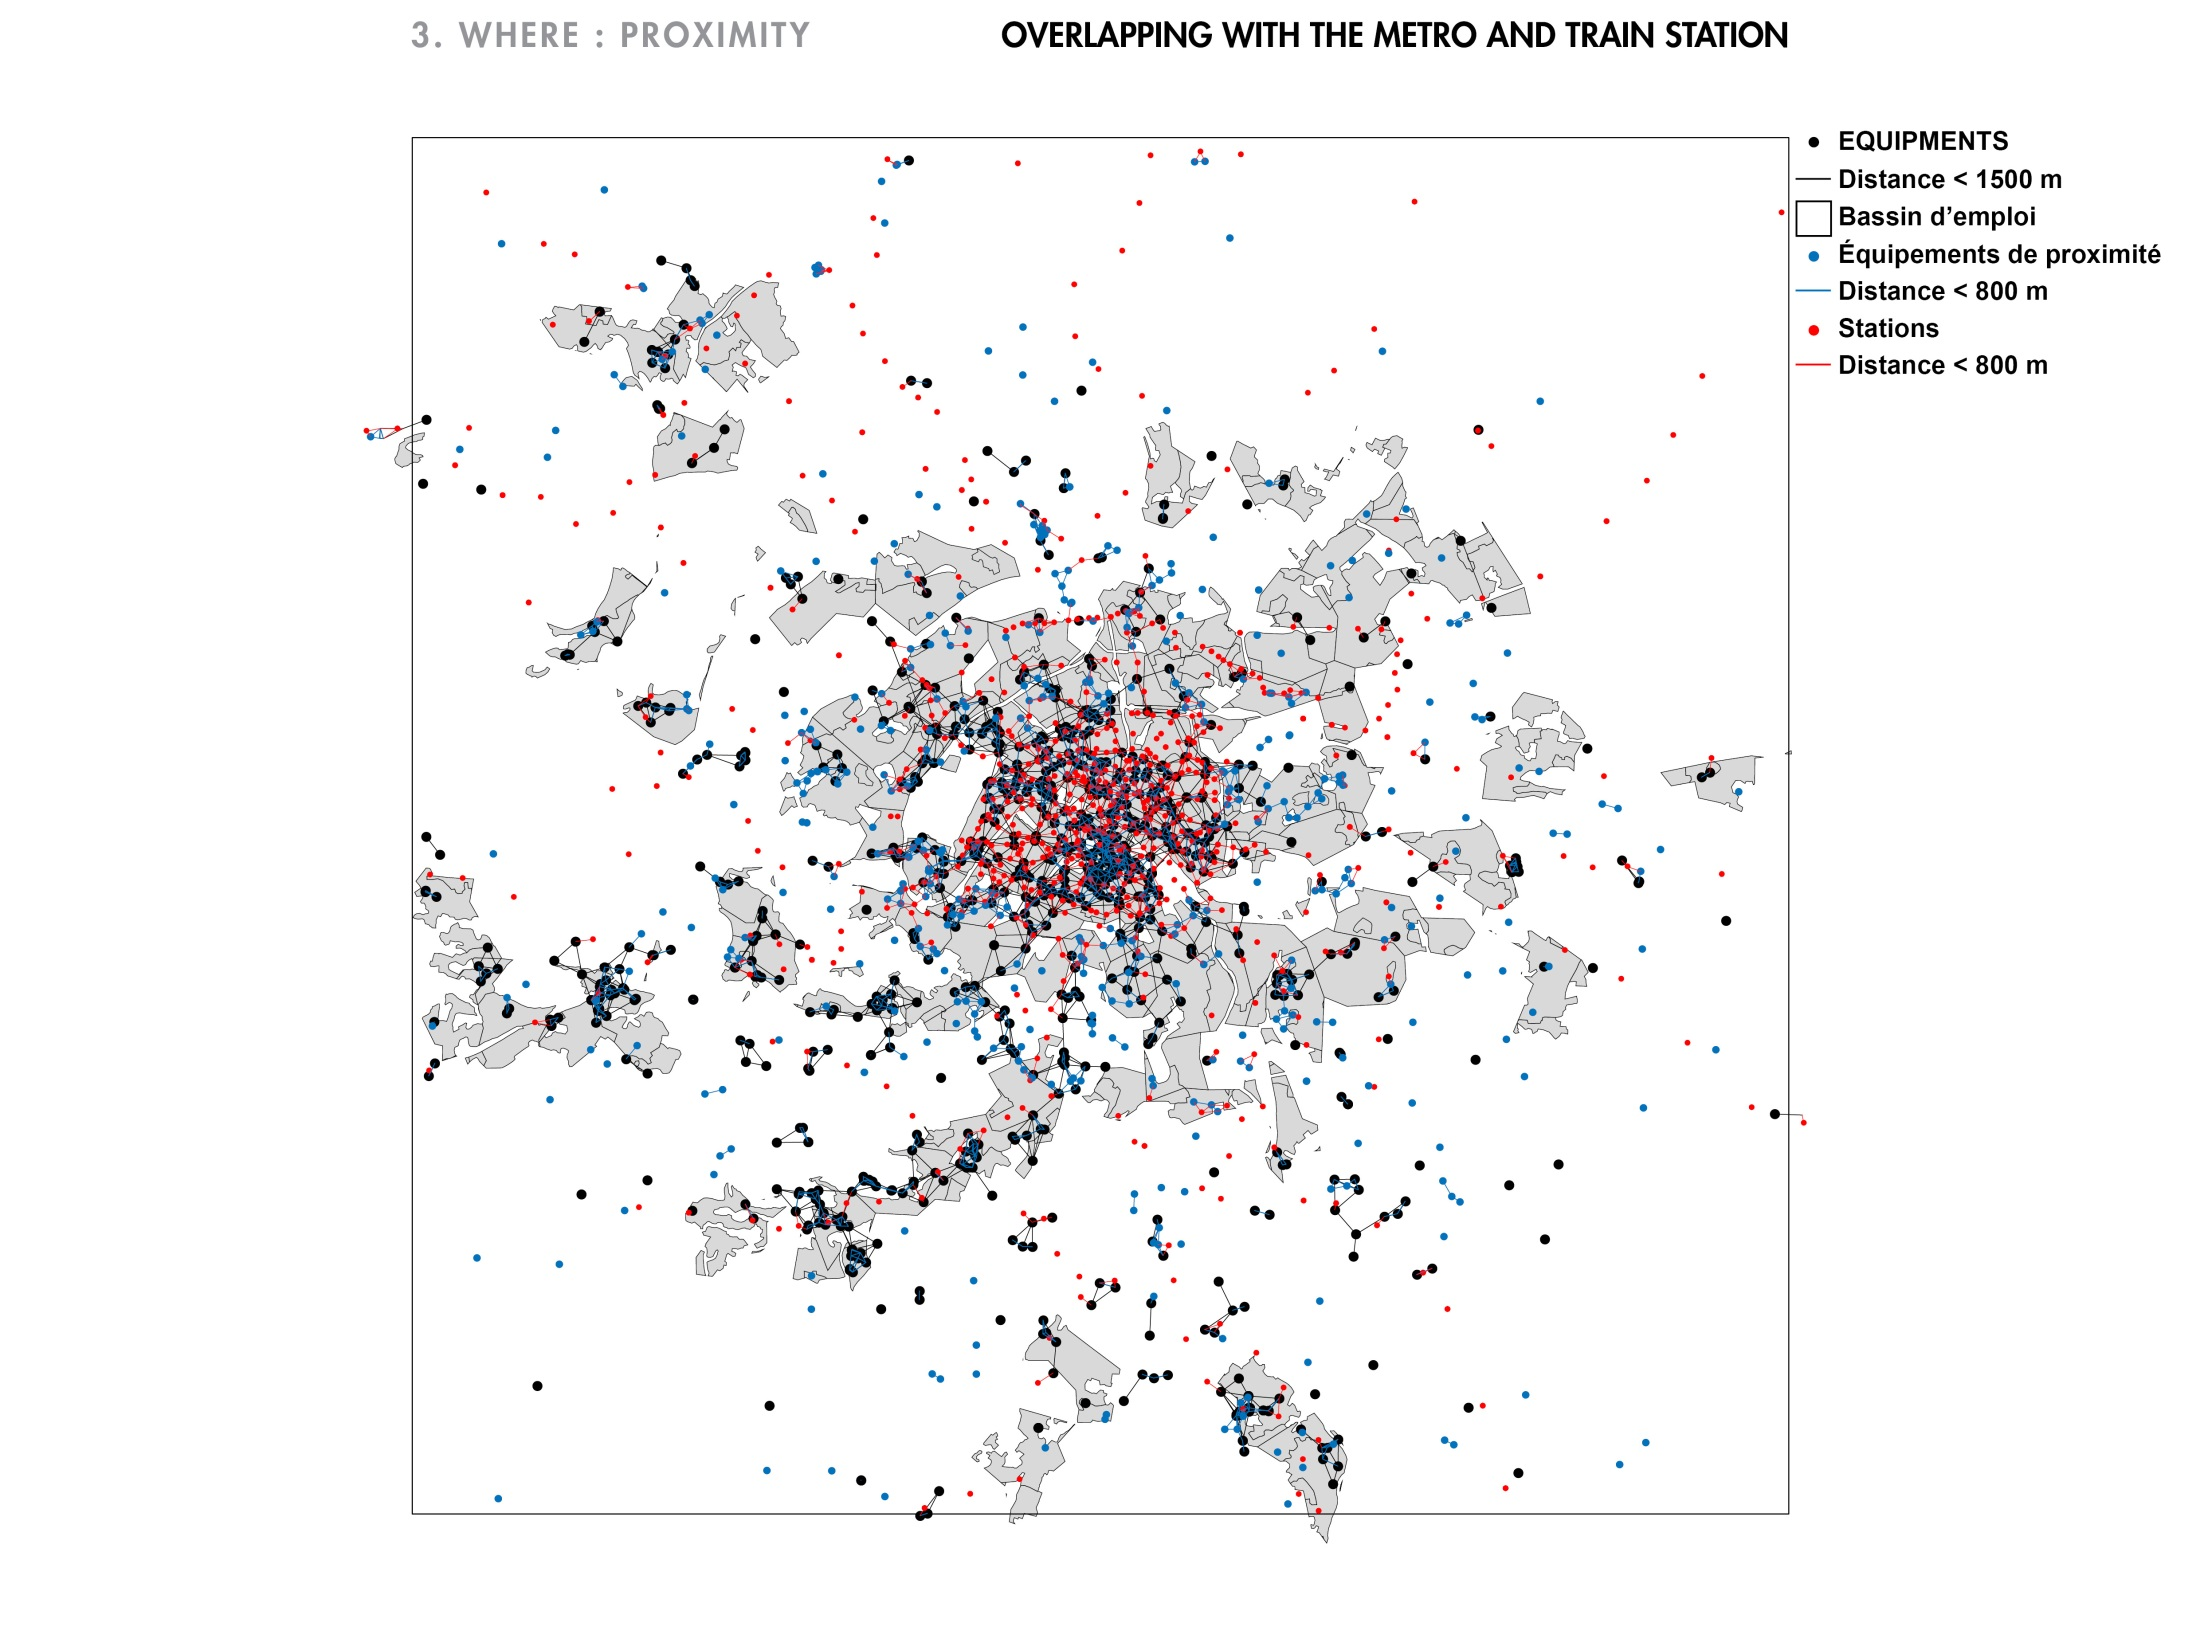 3. WHERE : PROXIMITY
OVERLAPPING WITH THE METRO AND TRAIN STATION
EQUIPMENTS
Distance < 1500 m
Bassin d’emploi
Équipements de proximité
Distance < 800 m
Stations
Distance < 800 m